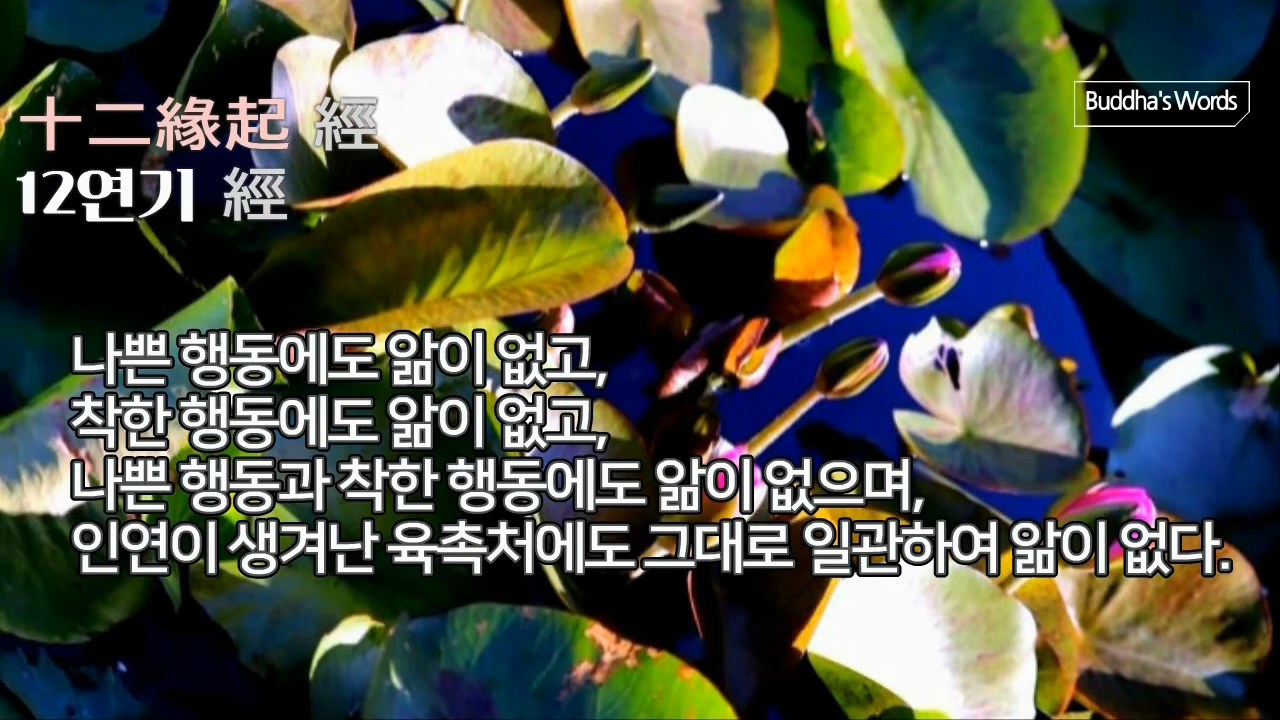 十二緣起 經
Buddha's Words
12연기 經
나쁜 행동에도 앎이 없고,
착한 행동에도 앎이 없고,
나쁜 행동과 착한 행동에도 앎이 없으며,
인연이 생겨난 육촉처에도 그대로 일관하여 앎이 없다.